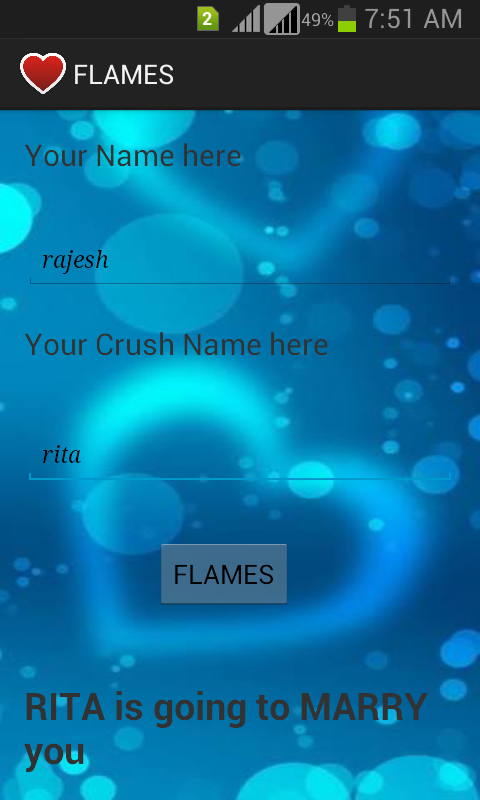 2 49% 7:51 AM
FLAMES
Your Name here
rajesh
Your Crush Name here
rita
FLAMES
RITA is going to MARRY
you